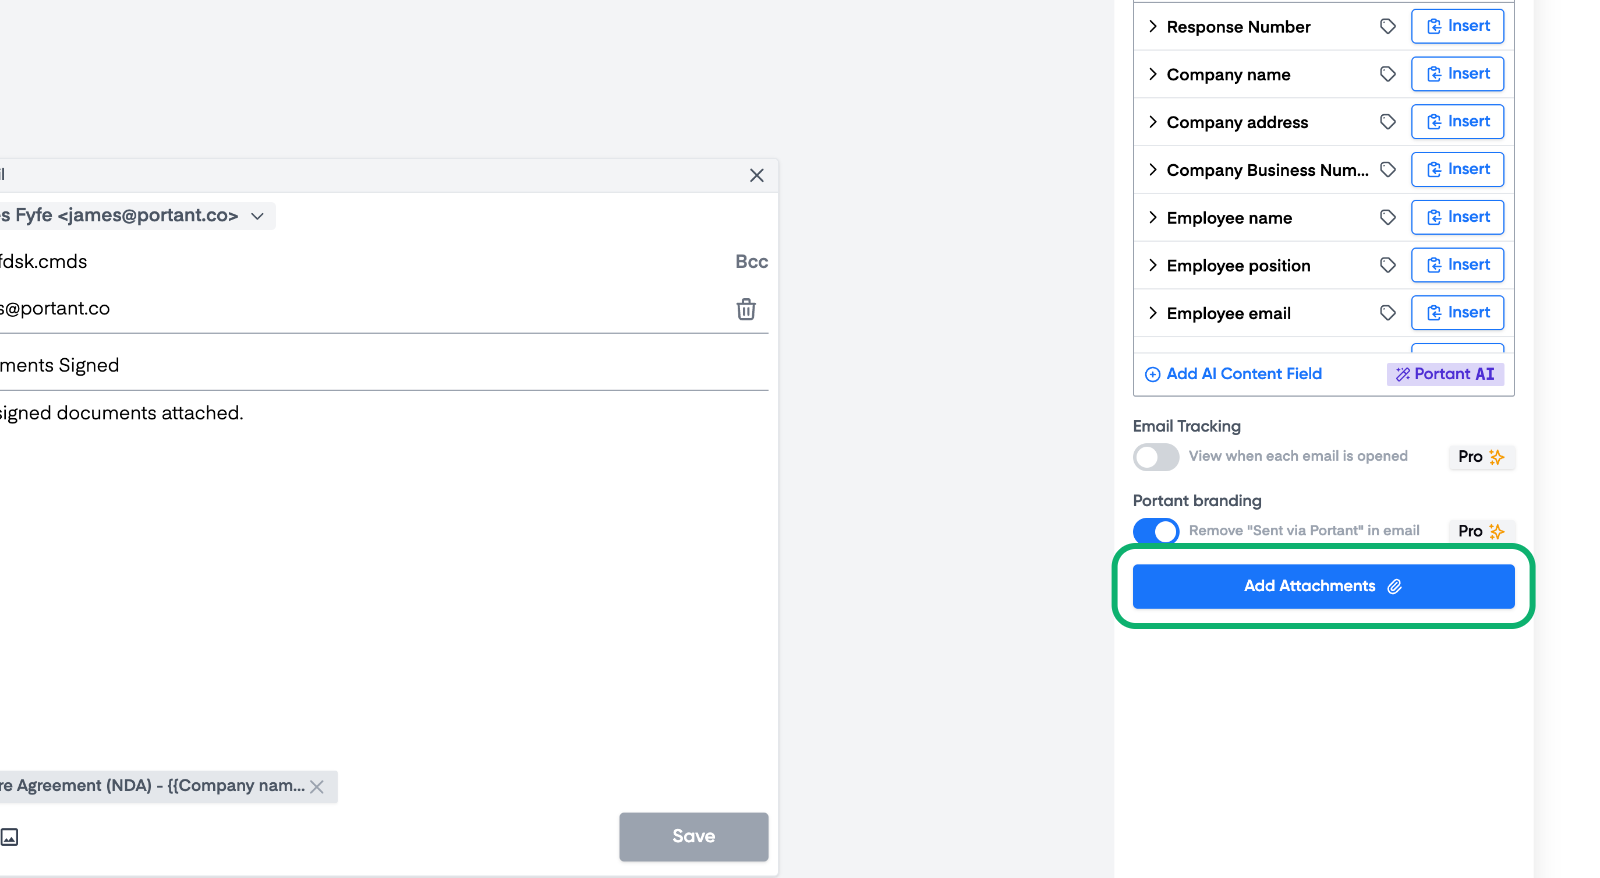 s Fyfe <james@portant.co>
fdsk.cmds
Bcc
s@portant.co
ments Signed
signed documents attached.
re Agreement (NDA) - {{Company nam...
Save
Response Number
Insert
Company name
Insert
Company address
Insert
Company Business Num...
Insert
Employee name
Insert
Employee position
Insert
Employee email
Insert
Add AI Content Field
Portant AI
Email Tracking
View when each email is opened
Pro
Portant branding
Remove "Sent via Portant" in email
Pro
Add Attachments